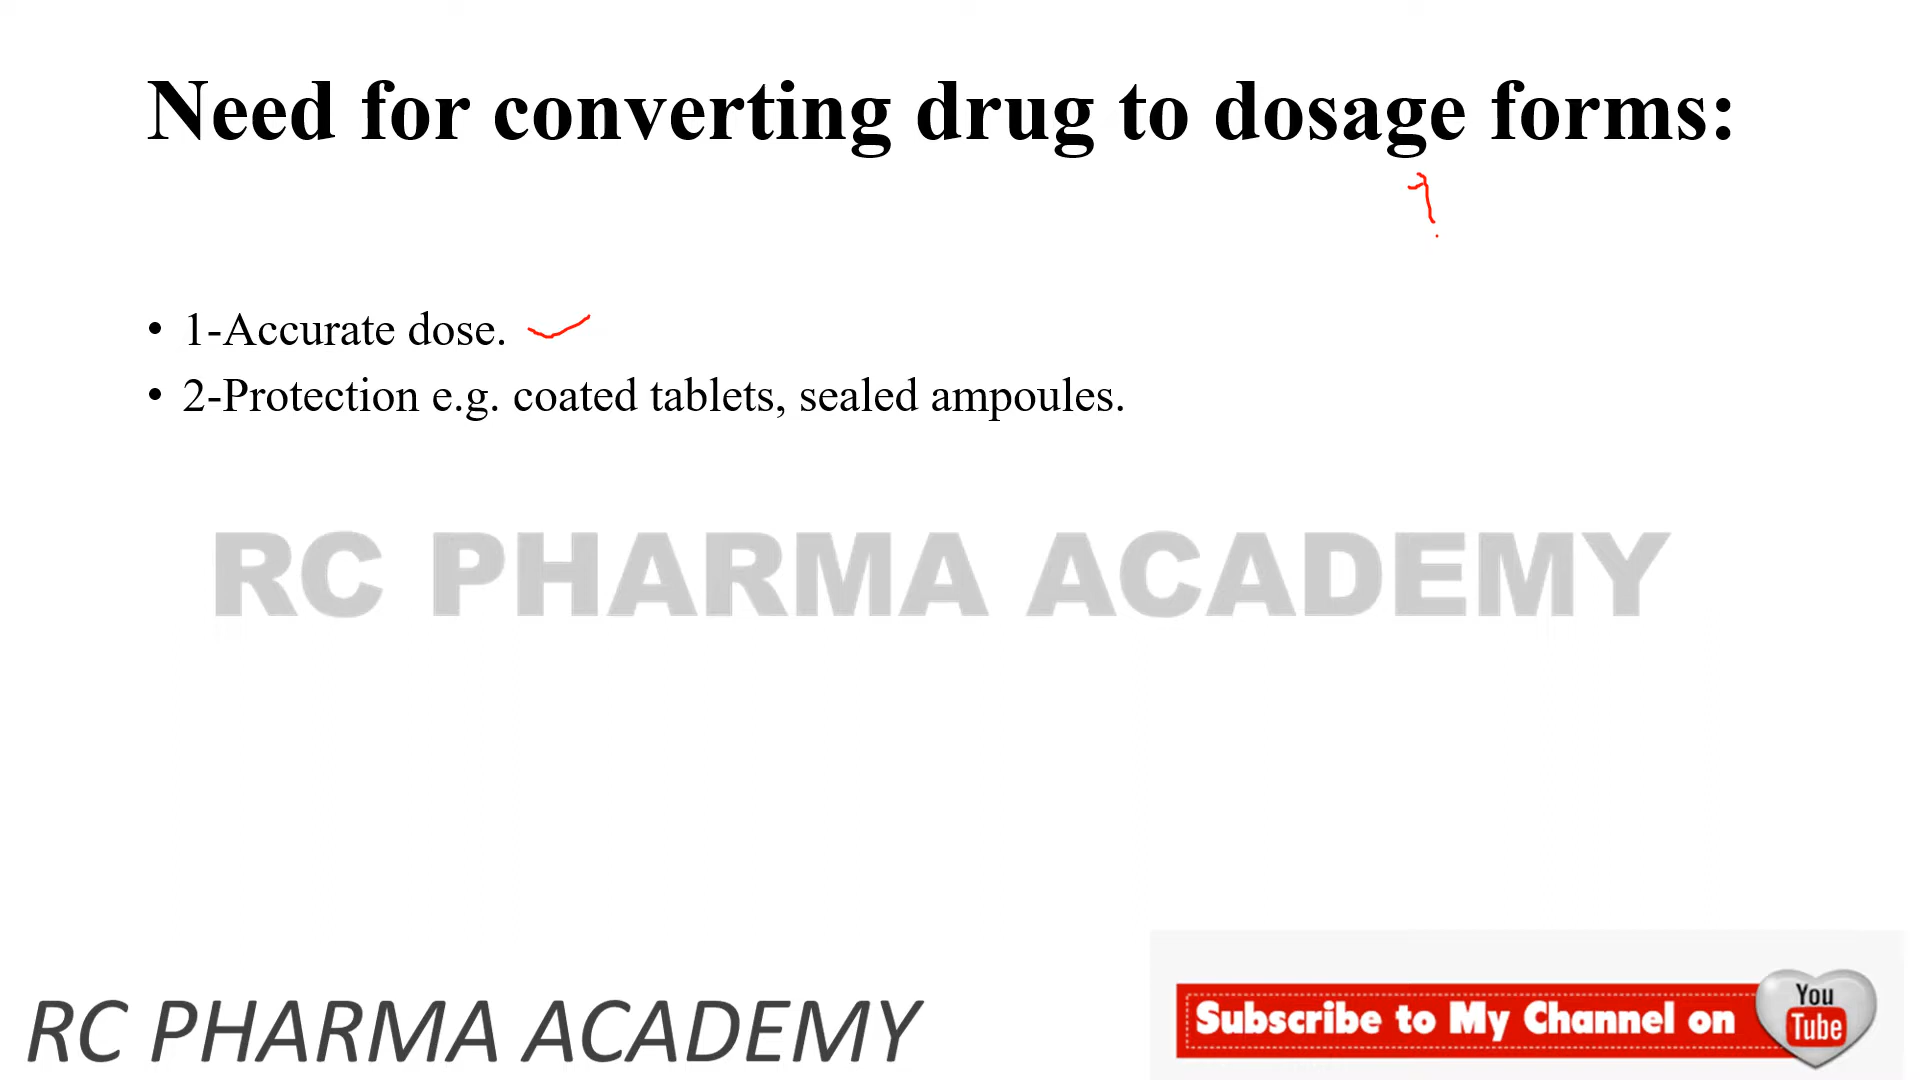 Need for converting drug to dosage forms:
?
• 1-Accurate dose.
• 2-Protection e.g. coated tablets, sealed ampoules.
RC PHARMA ACADEMY
RC PHARMA ACADEMY
Subscribe to My Channel on
You
Tube